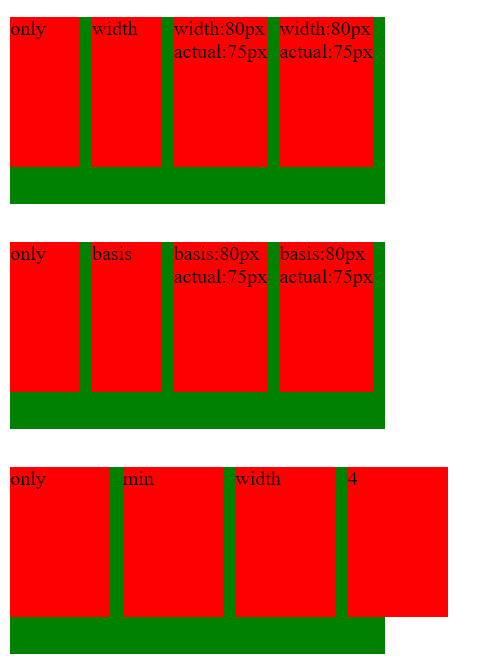 only width width:80px width:80px
actual:75px actual:75px
only basis basis:80px basis:80px
actual:75px actual:75px
only min width 4